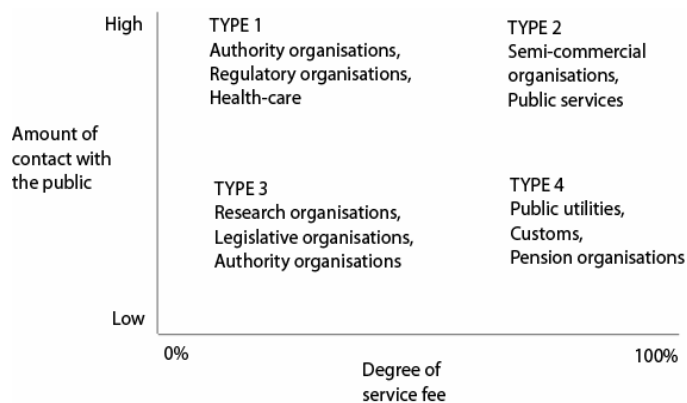 High
TYPE 1
Authority organisations,
Regulatory organisations,
Health-care
TYPE 2
Semi-commercial
organisations,
Public services
Amount of
contact with
the public
TYPE 3
Research organisations,
Legislative organisations,
Authority organisations
TYPE 4
Public utilities,
Customs,
Pension organisations
Low
0%
100%
Degree of
service fee